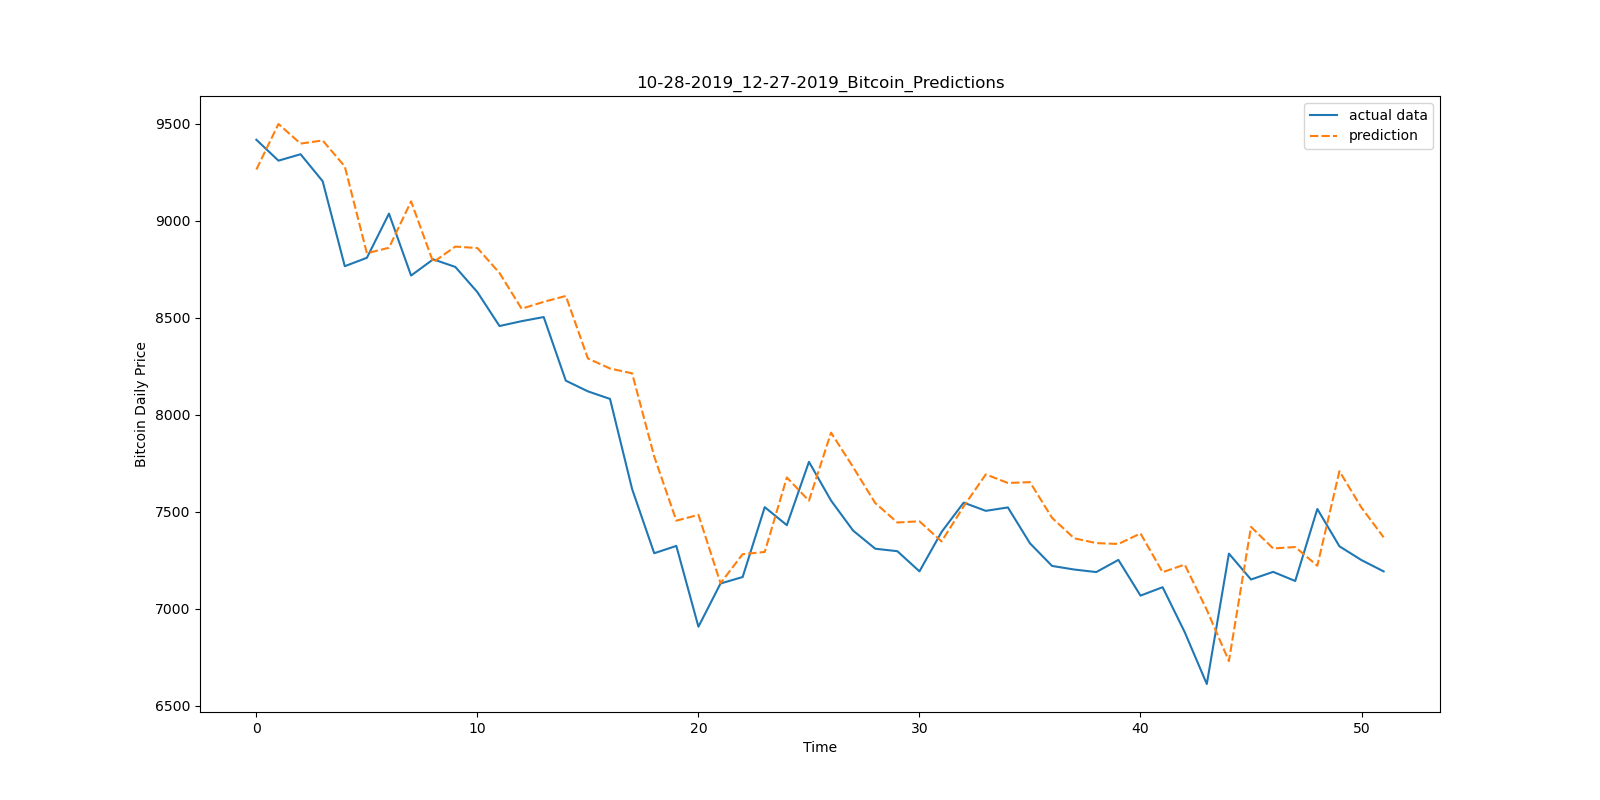 10-28-2019_12-27-2019_Bitcoin_Predictions
actual data
prediction
9500
9000
8500
8000
7500
7000
6500
Bitcoin Daily Price
0 10 20 30 40 50
Time